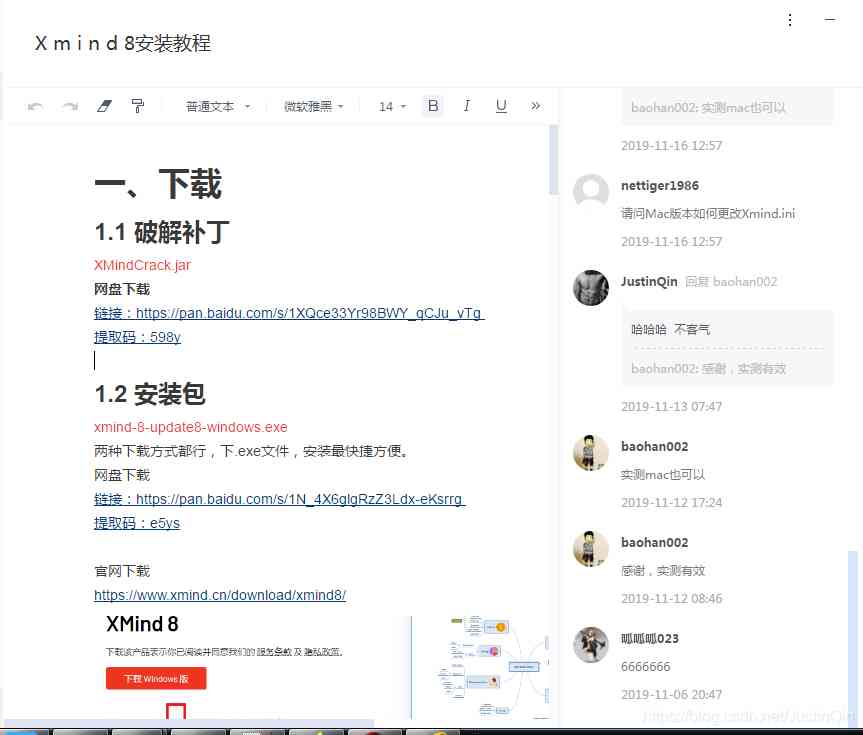 Xmind 8安装教程
普通文本 微软雅黑 14 B I U »
一、下载
1.1 破解补丁
XMindCrack.jar
网盘下载
链接：https://pan.baidu.com/s/1XQce33Yr98BWY_qCJu_vTg
提取码：598y
1.2 安装包
xmind-8-update8-windows.exe
两种下载方式都行，下.exe文件，安装最快捷方便。
网盘下载
链接：https://pan.baidu.com/s/1N_4X6glgRzZ3Ldx-eKsrrg
提取码：e5ys
官网下载
https://www.xmind.cn/download/xmind8/
XMind 8
下载该产品表示你已阅读并同意我们的 服务条款 及 隐私政策。
下载 Windows 版
baohan002: 实测mac也可以
2019-11-16 12:57
nettiger1986
请问Mac版本如何更改Xmind.ini
2019-11-16 12:57
JustinQin 回复 baohan002
哈哈哈 不客气
baohan002: 感谢，实测有效
2019-11-13 07:47
baohan002
实测mac也可以
2019-11-12 17:24
baohan002
感谢，实测有效
2019-11-12 08:46
呱呱呱023
6666666
2019-11-06 20:47
https://blog.csdn.net/JustinQin